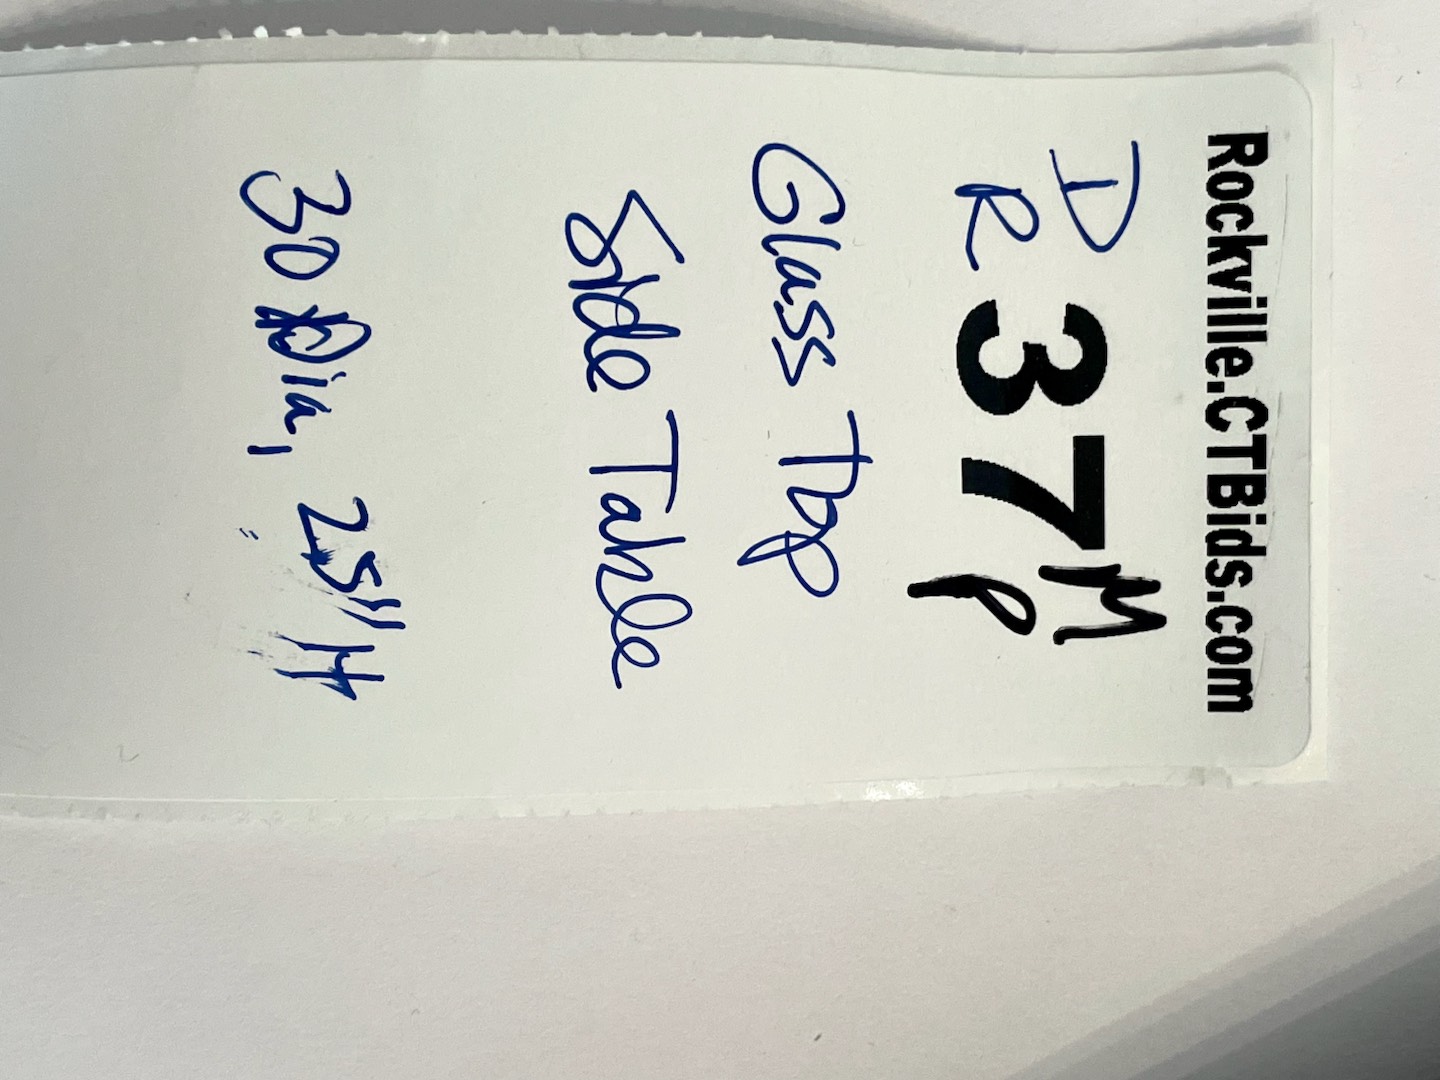 Rockville.CTBids.com
D
R 37 M
P
Glass Top
Side Table
30 Dia, 25" H